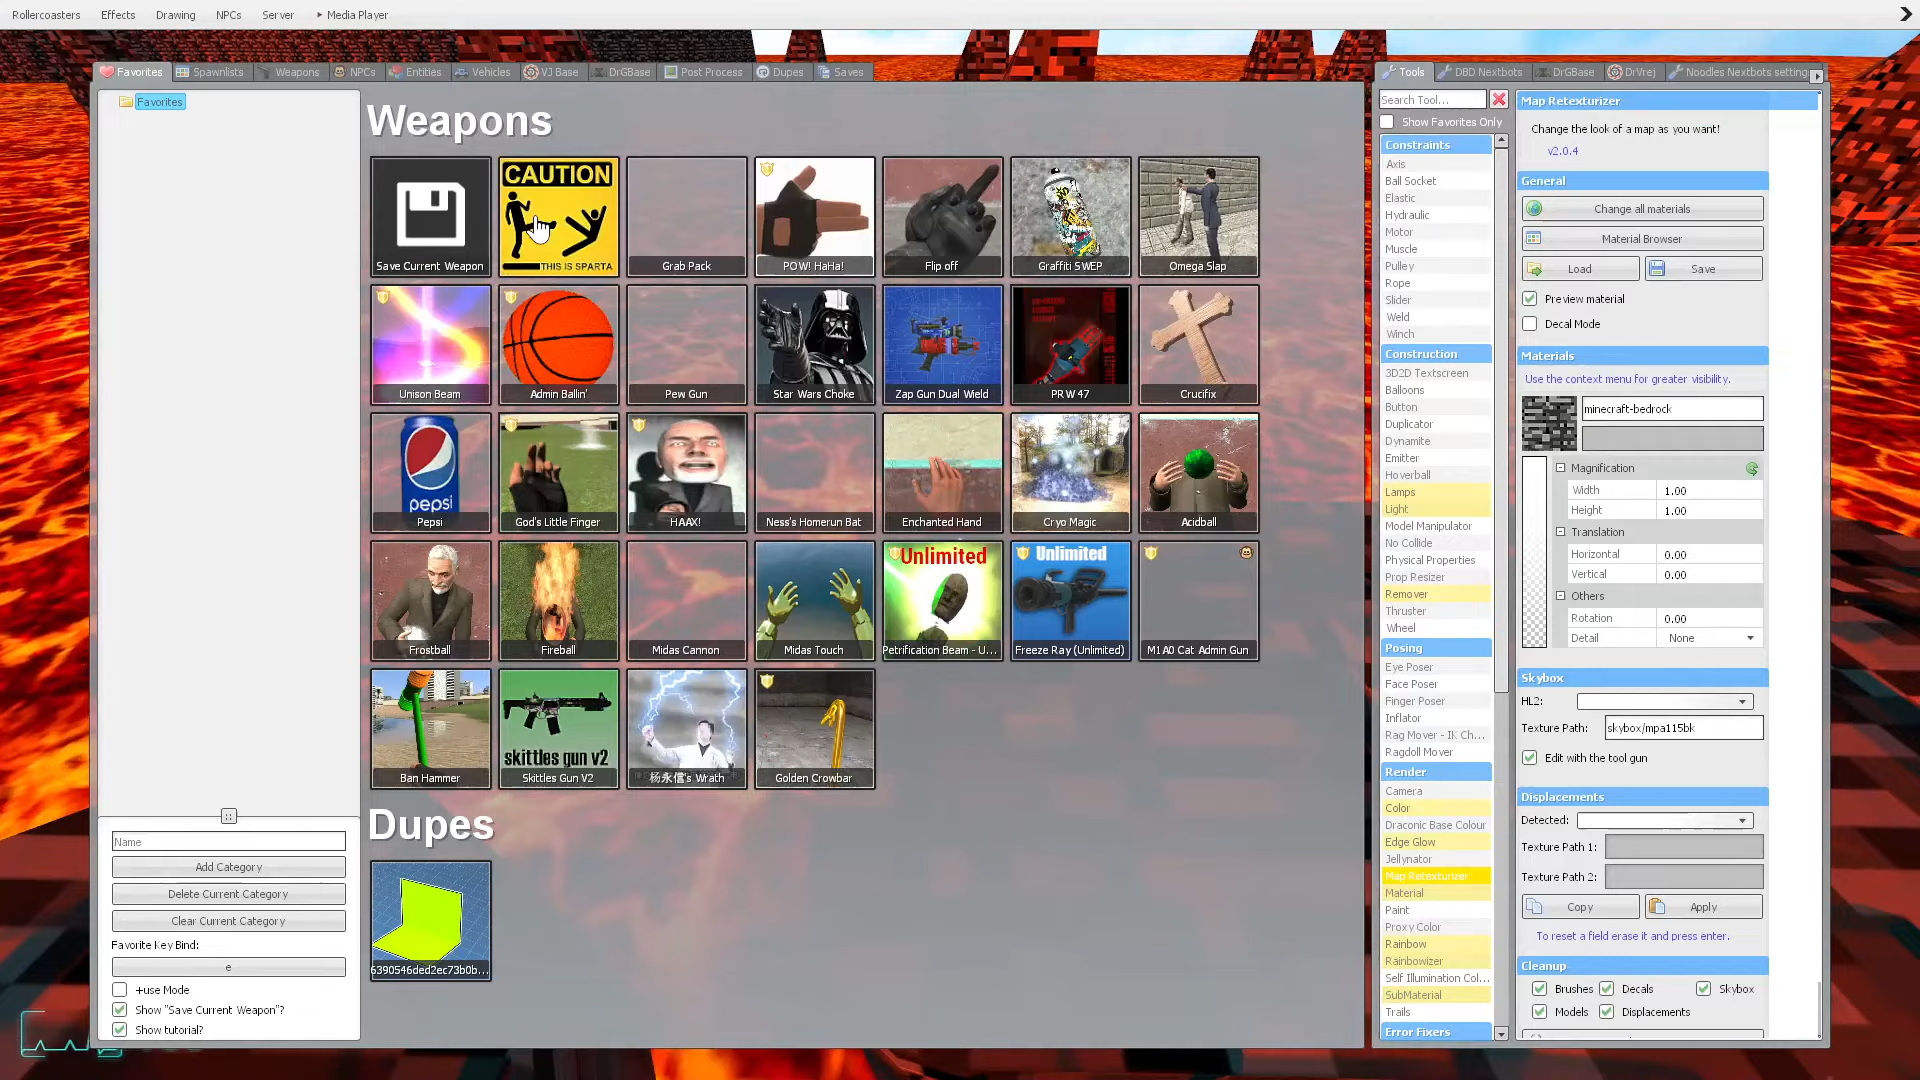 Rollercoasters Effects Drawing NPCs Server Media Player
Favorites Spawnlists Weapons NPCs Entities Vehicles VJ Base DrGBase Post Process Dupes Saves
Favorites
Weapons
Save Current Weapon
CAUTION
THIS IS SPARTA
Grab Pack
POW! HaHa!
Flip off
Graffiti SWEP
Omega Slap
Unison Beam
Admin Ballin'
Pew Gun
Star Wars Choke
Zap Gun Dual Wield
PRW 47
Crucifix
pepsi
Pepsi
God's Little Finger
HAAX!
Ness's Homerun Bat
Enchanted Hand
Cryo Magic
Acidball
Frostball
Fireball
Midas Cannon
Midas Touch
Unlimited
Petrification Beam - U...
Unlimited
Freeze Ray (Unlimited)
M1A0 Cat Admin Gun
Ban Hammer
skittles gun v2
Skittles Gun V2
杨永信's Wrath
Golden Crowbar
Dupes
6390546ded2ec73b0b...
Name
Add Category
Delete Current Category
Clear Current Category
Favorite Key Bind:
e
+use Mode
Show "Save Current Weapon"?
Show tutorial?
Tools DBD Nextbots DrGBase DrVrej Noodles Nextbots setting
Search Tool...
Show Favorites Only
Constraints
Axis
Ball Socket
Elastic
Hydraulic
Motor
Muscle
Pulley
Rope
Slider
Weld
Winch
Construction
3D2D Textscreen
Balloons
Button
Duplicator
Dynamite
Emitter
Hoverball
Lamps
Light
Model Manipulator
No Collide
Physical Properties
Prop Resizer
Remover
Thruster
Wheel
Posing
Eye Poser
Face Poser
Finger Poser
Inflator
Rag Mover - IK Ch...
Ragdoll Mover
Render
Camera
Color
Draconic Base Colour
Edge Glow
Jellynator
Map Retexturizer
Material
Paint
Proxy Color
Rainbow
Rainbowizer
Self Illumination Col...
SubMaterial
Trails
Error Fixers
Map Retexturizer
Change the look of a map as you want!
v2.0.4
General
Change all materials
Material Browser
Load Save
Preview material
Decal Mode
Materials
Use the context menu for greater visibility.
minecraft-bedrock
Magnification
Width 1.00
Height 1.00
Translation
Horizontal 0.00
Vertical 0.00
Others
Rotation 0.00
Detail None
Skybox
HL2:
Texture Path: skybox/mpa115bk
Edit with the tool gun
Displacements
Detected:
Texture Path 1:
Texture Path 2:
Copy Apply
To reset a field erase it and press enter.
Cleanup
Brushes Decals Skybox
Models Displacements